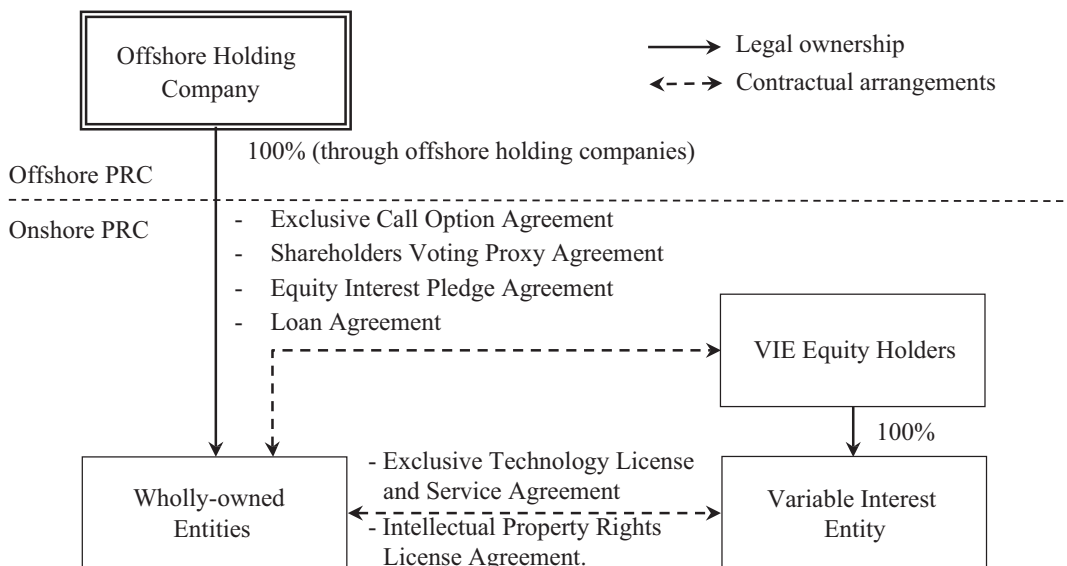 Offshore Holding
Company
Legal ownership
Contractual arrangements
100% (through offshore holding companies)
Offshore PRC
Onshore PRC
- Exclusive Call Option Agreement
- Shareholders Voting Proxy Agreement
- Equity Interest Pledge Agreement
- Loan Agreement
VIE Equity Holders
100%
Wholly-owned
Entities
- Exclusive Technology License
and Service Agreement
- Intellectual Property Rights
License Agreement.
Variable Interest
Entity